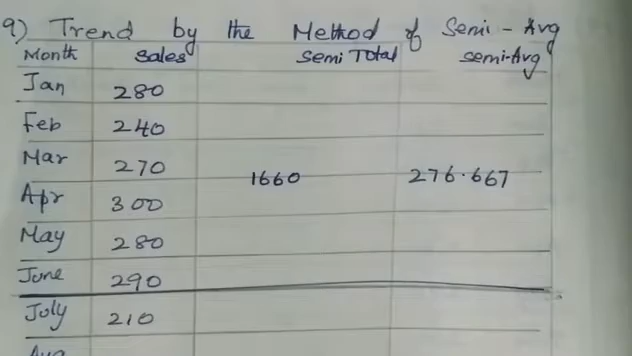 9) Trend by the Method of Semi-Avg
Month Sales Semi Total Semi-Avg
Jan 280
Feb 240
Mar 270
1660 276.667
Apr 300
May 280
June 290
July 210